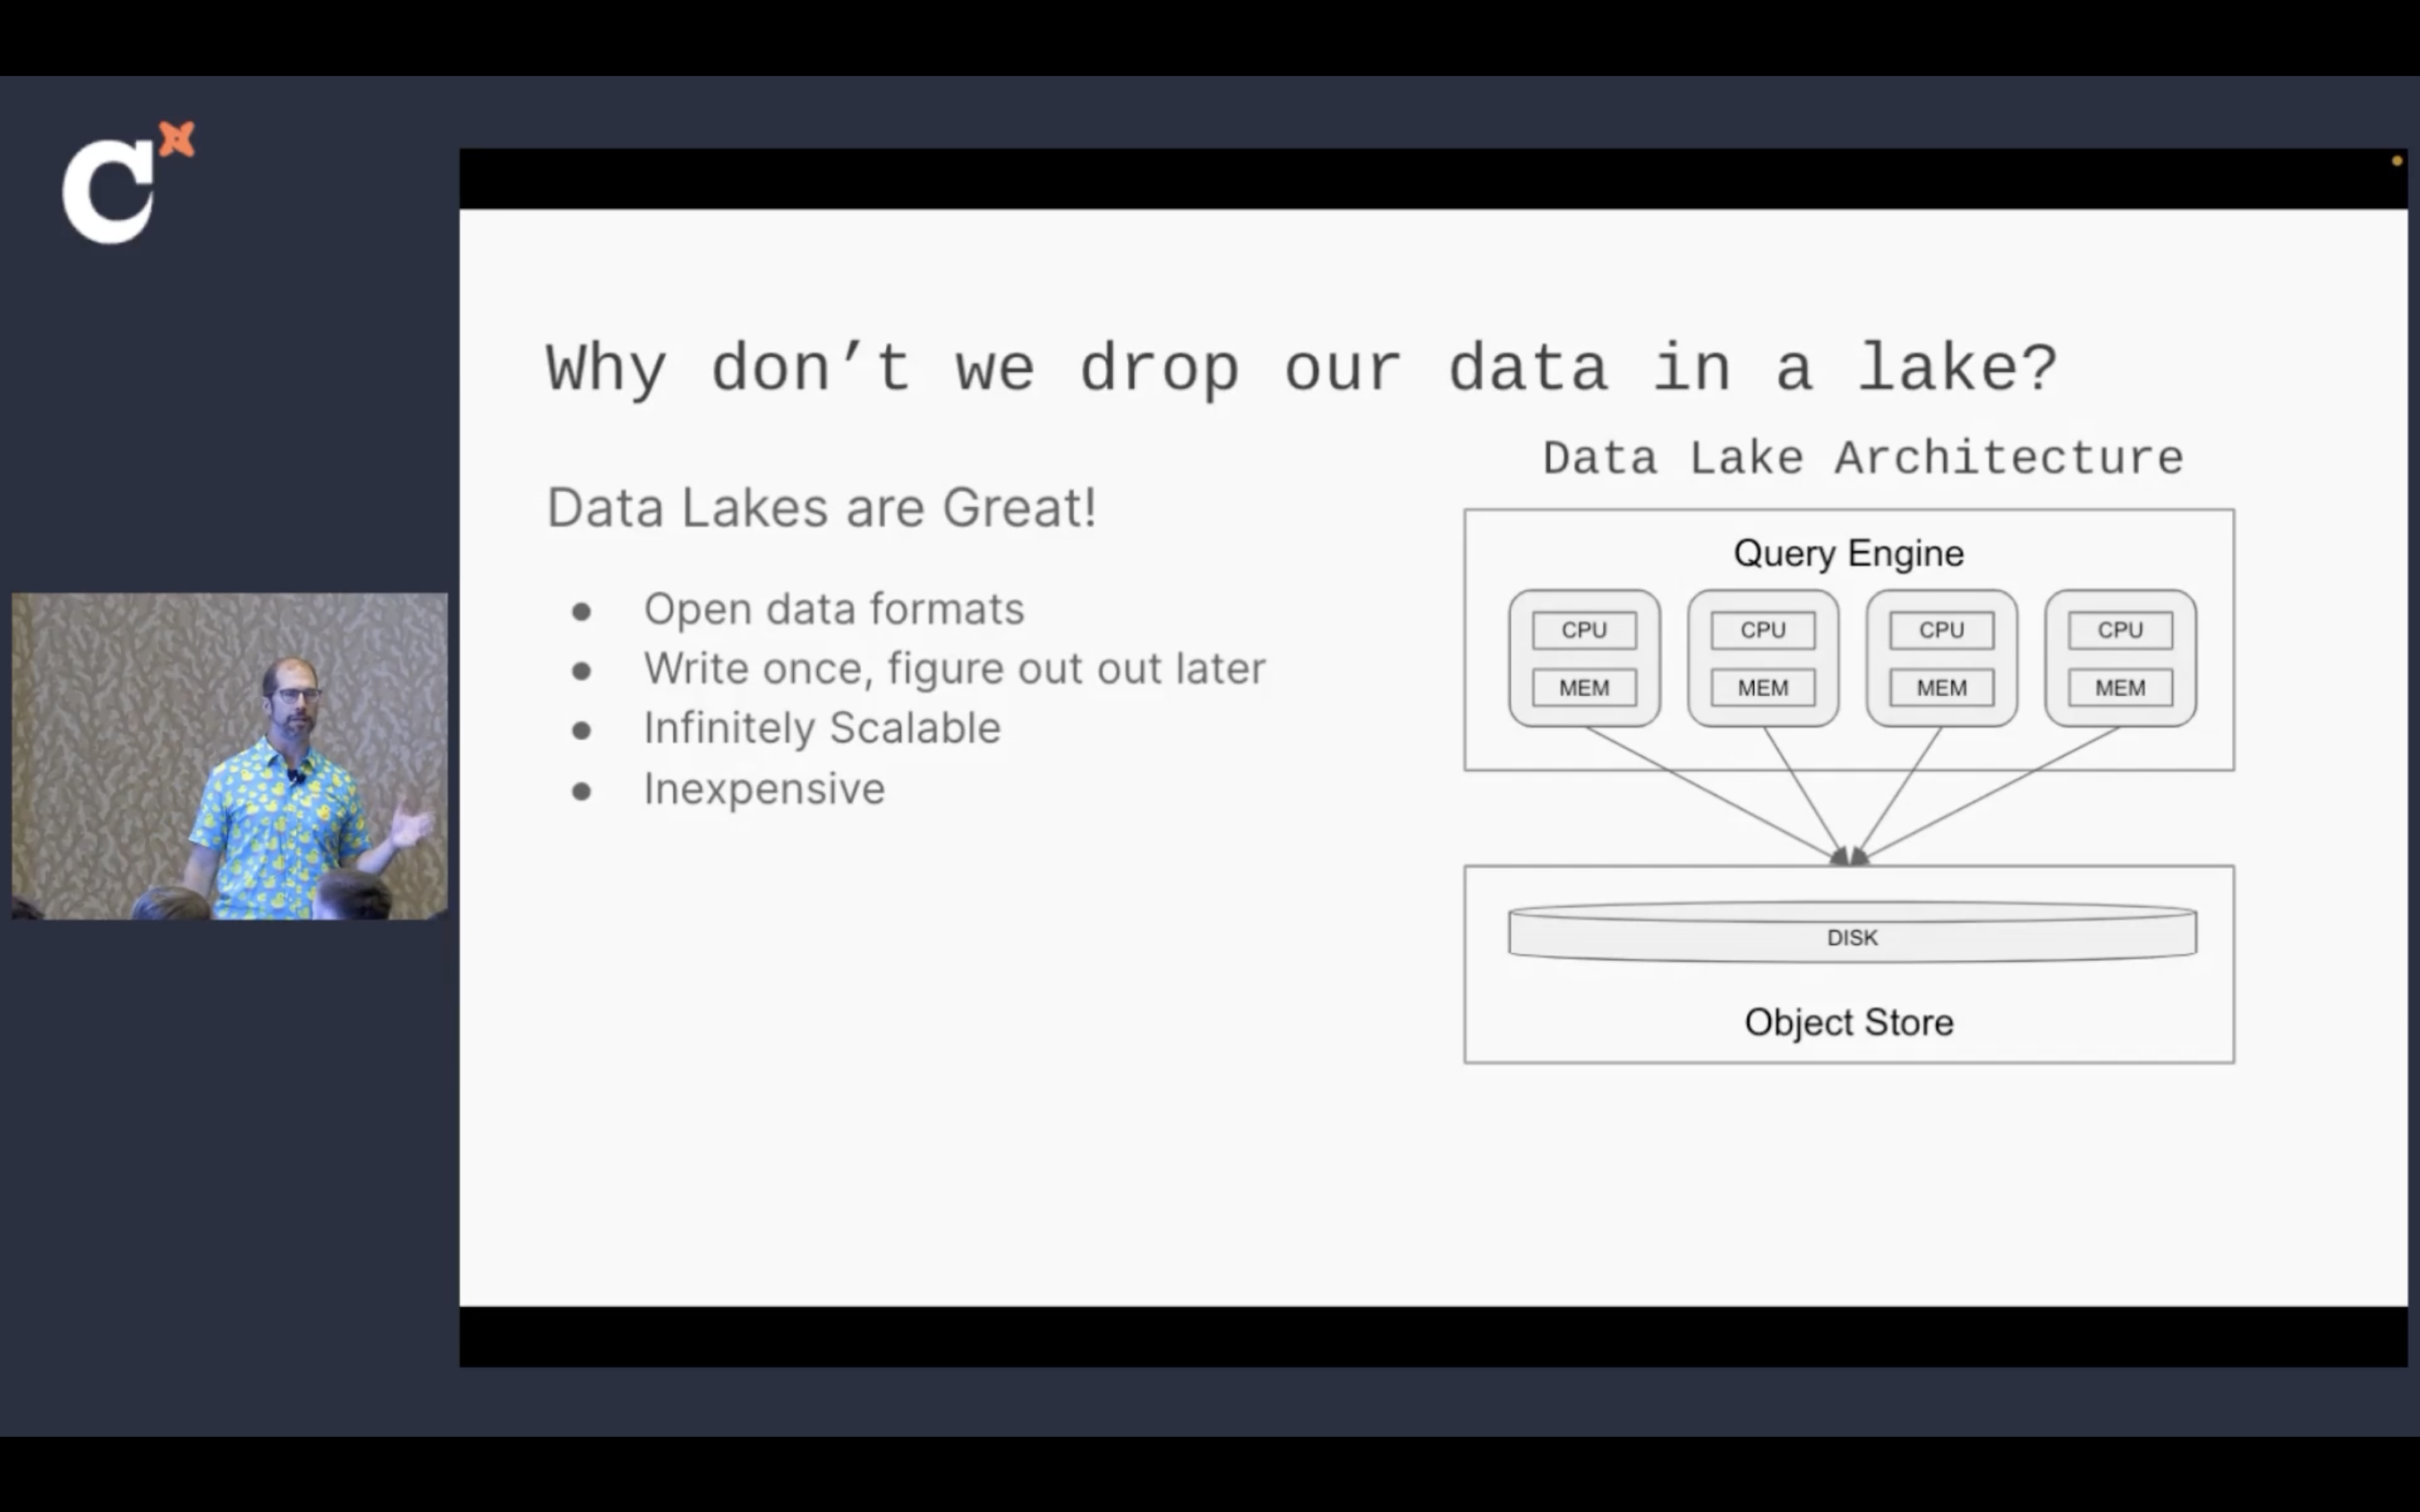 Why don’t we drop our data in a lake?
Data Lakes are Great!
● Open data formats
● Write once, figure out out later
● Infinitely Scalable
● Inexpensive
Data Lake Architecture
Query Engine
CPU CPU CPU CPU
MEM MEM MEM MEM
DISK
Object Store
C